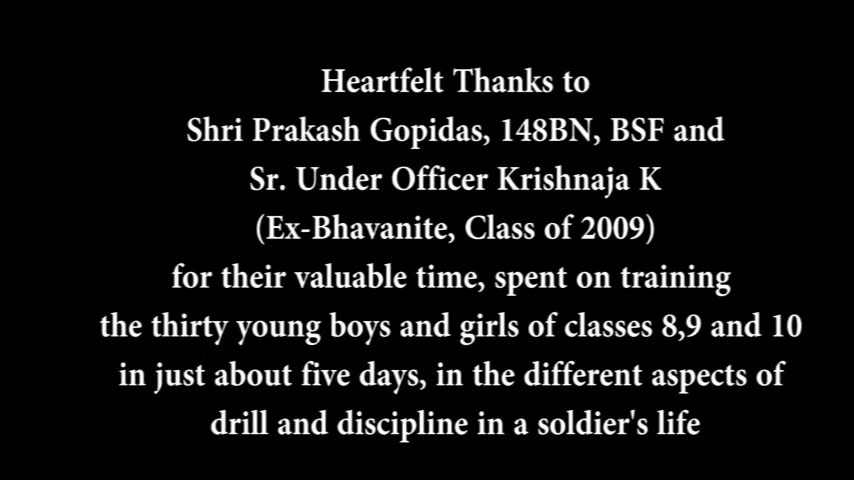 Heartfelt Thanks to
Shri Prakash Gopidas, 148BN, BSF and
Sr. Under Officer Krishnaja K
(Ex-Bhavanite, Class of 2009)
for their valuable time, spent on training
the thirty young boys and girls of classes 8,9 and 10
in just about five days, in the different aspects of
drill and discipline in a soldier's life